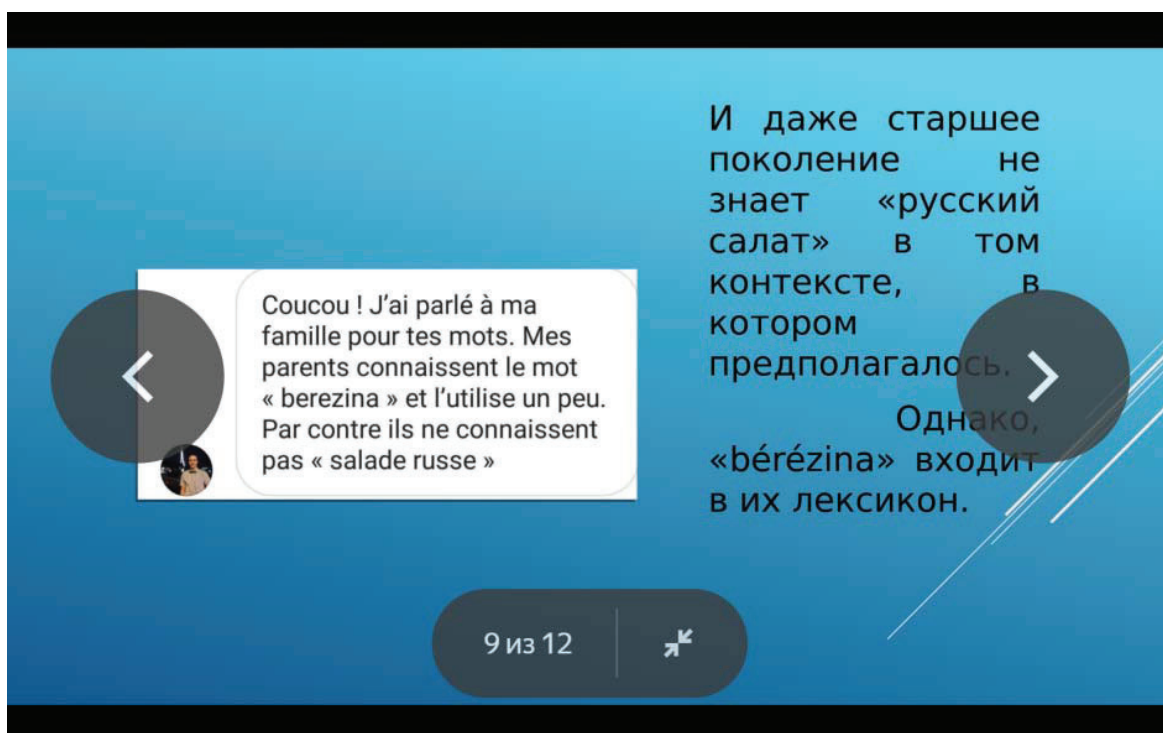 Coucou ! J’ai parlé à ma
famille pour tes mots. Mes
parents connaissent le mot
« berezina » et l’utilise un peu.
Par contre ils ne connaissent
pas « salade russe »
И даже старшее
поколение не
знает «русский
салат» в том
контексте, в
котором
предполагалось.
Однако,
«bérézina» входит
в их лексикон.
9 из 12